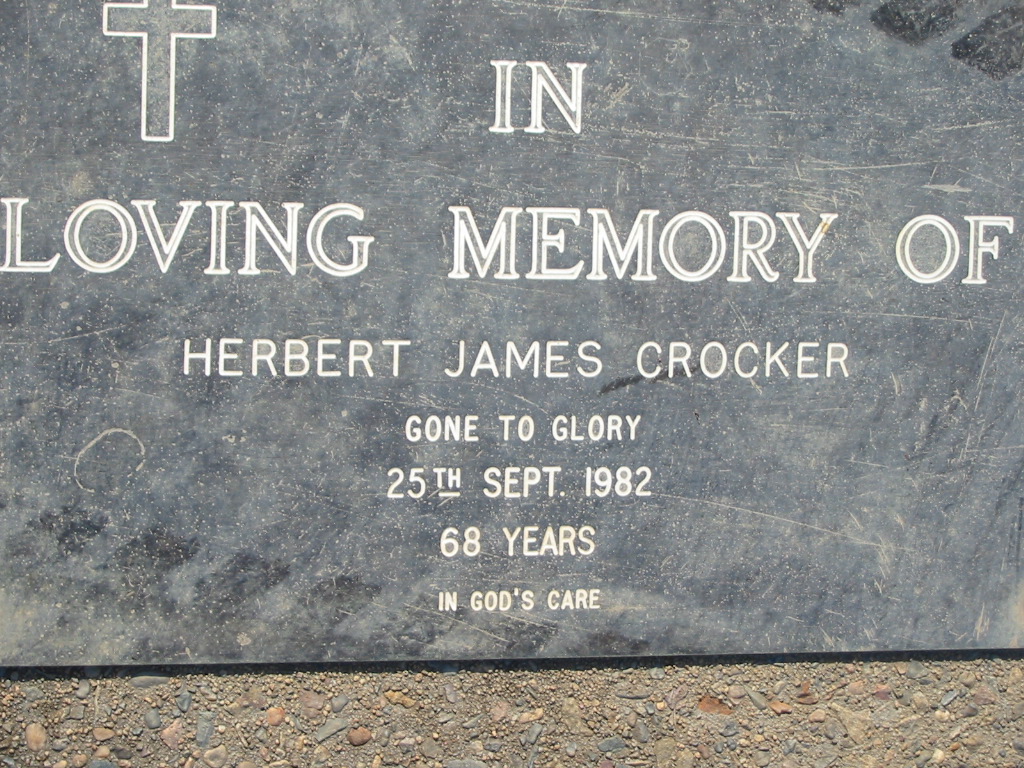 IN
LOVING MEMORY OF
HERBERT JAMES CROCKER
GONE TO GLORY
25TH SEPT. 1982
68 YEARS
IN GOD'S CARE